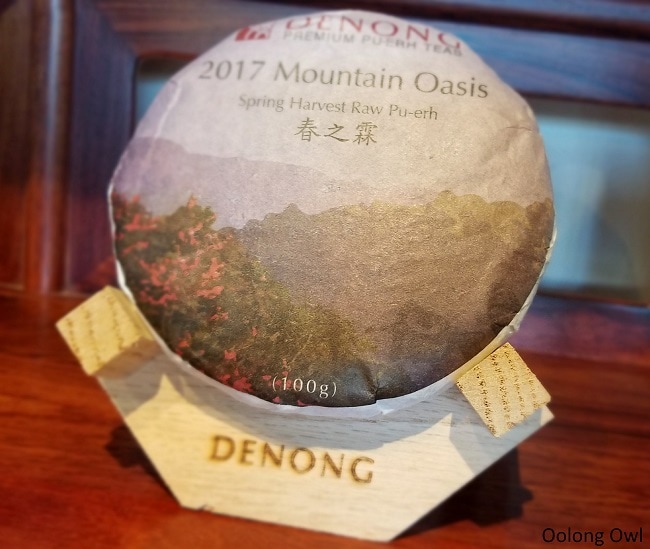 DENONG
PREMIUM PU-ERH TEAS
2017 Mountain Oasis
Spring Harvest Raw Pu-erh
春之霖
(100g)
DENONG
Oolong Owl